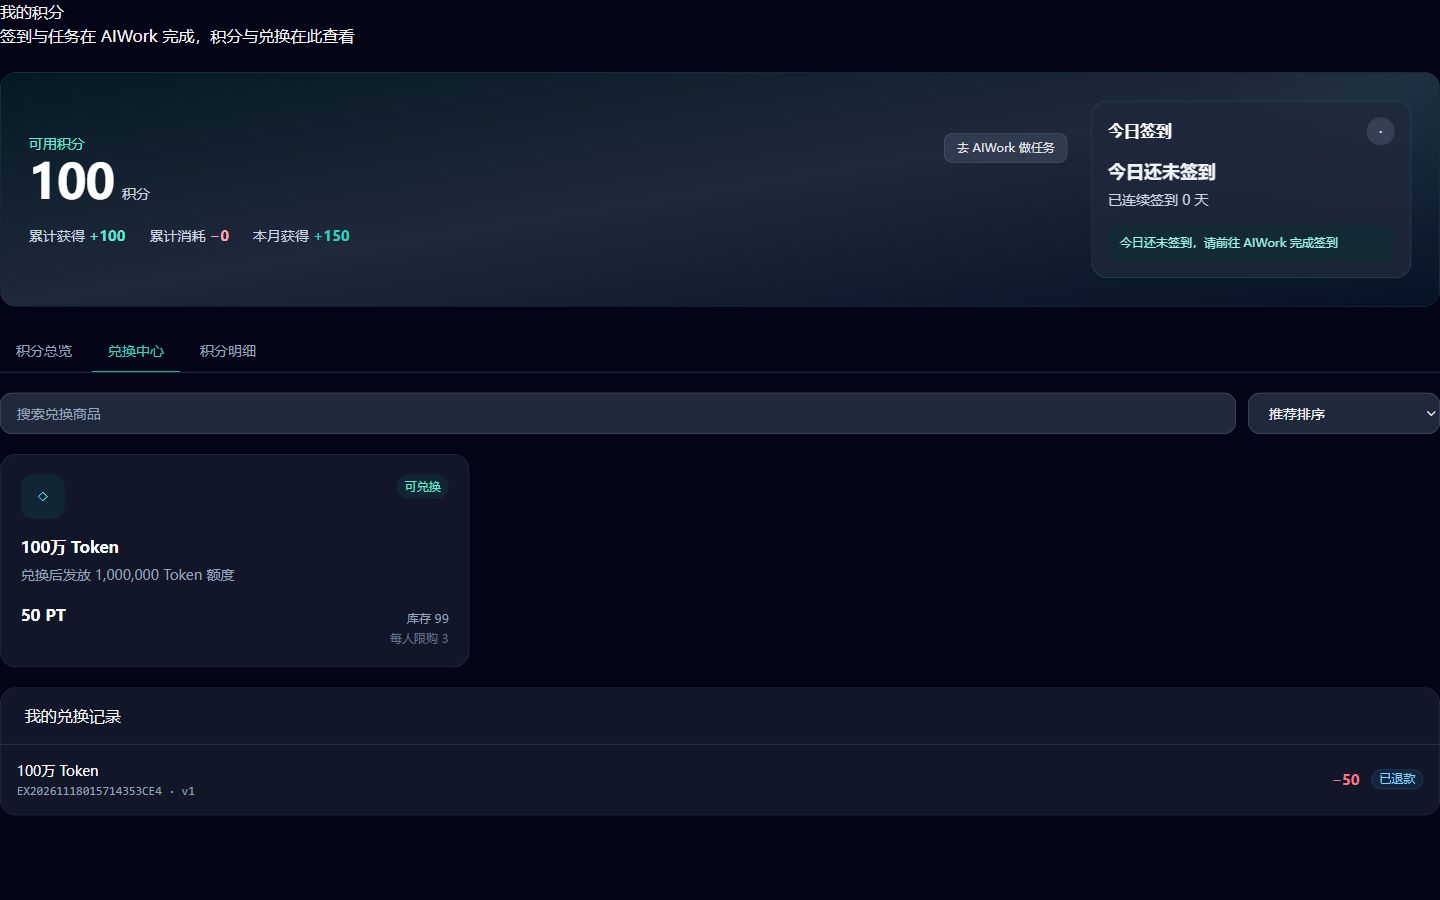 我的积分
签到与任务在 AIWork 完成，积分与兑换在此查看
可用积分
100 积分
累计获得 +100 累计消耗 −0 本月获得 +150
去 AIWork 做任务
今日签到
今日还未签到
已连续签到 0 天
今日还未签到，请前往 AIWork 完成签到
积分总览 兑换中心 积分明细
搜索兑换商品 推荐排序
可兑换
100万 Token
兑换后发放 1,000,000 Token 额度
50 PT
库存 99
每人限购 3
我的兑换记录
100万 Token
EX20261118015714353CE4 · v1
−50 已退款